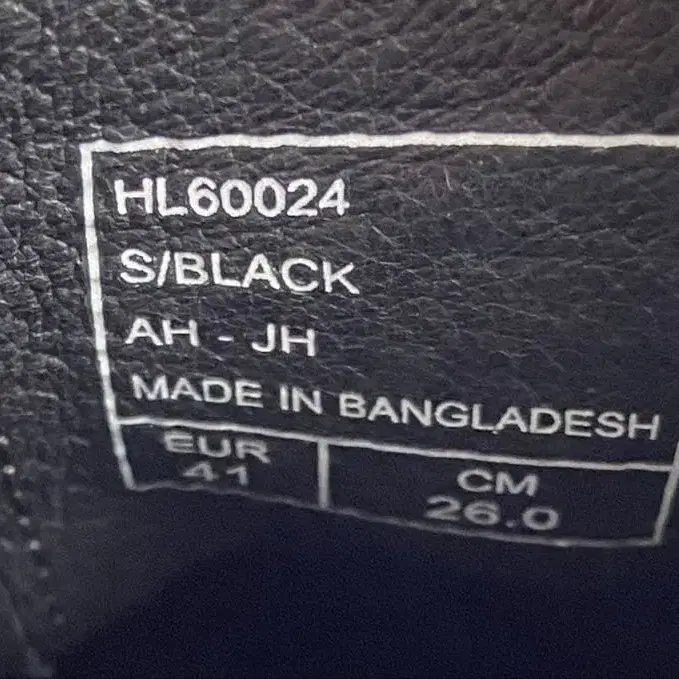 HL60024
S/BLACK
AH - JH
MADE IN BANGLADESH
EUR
41
CM
26.0